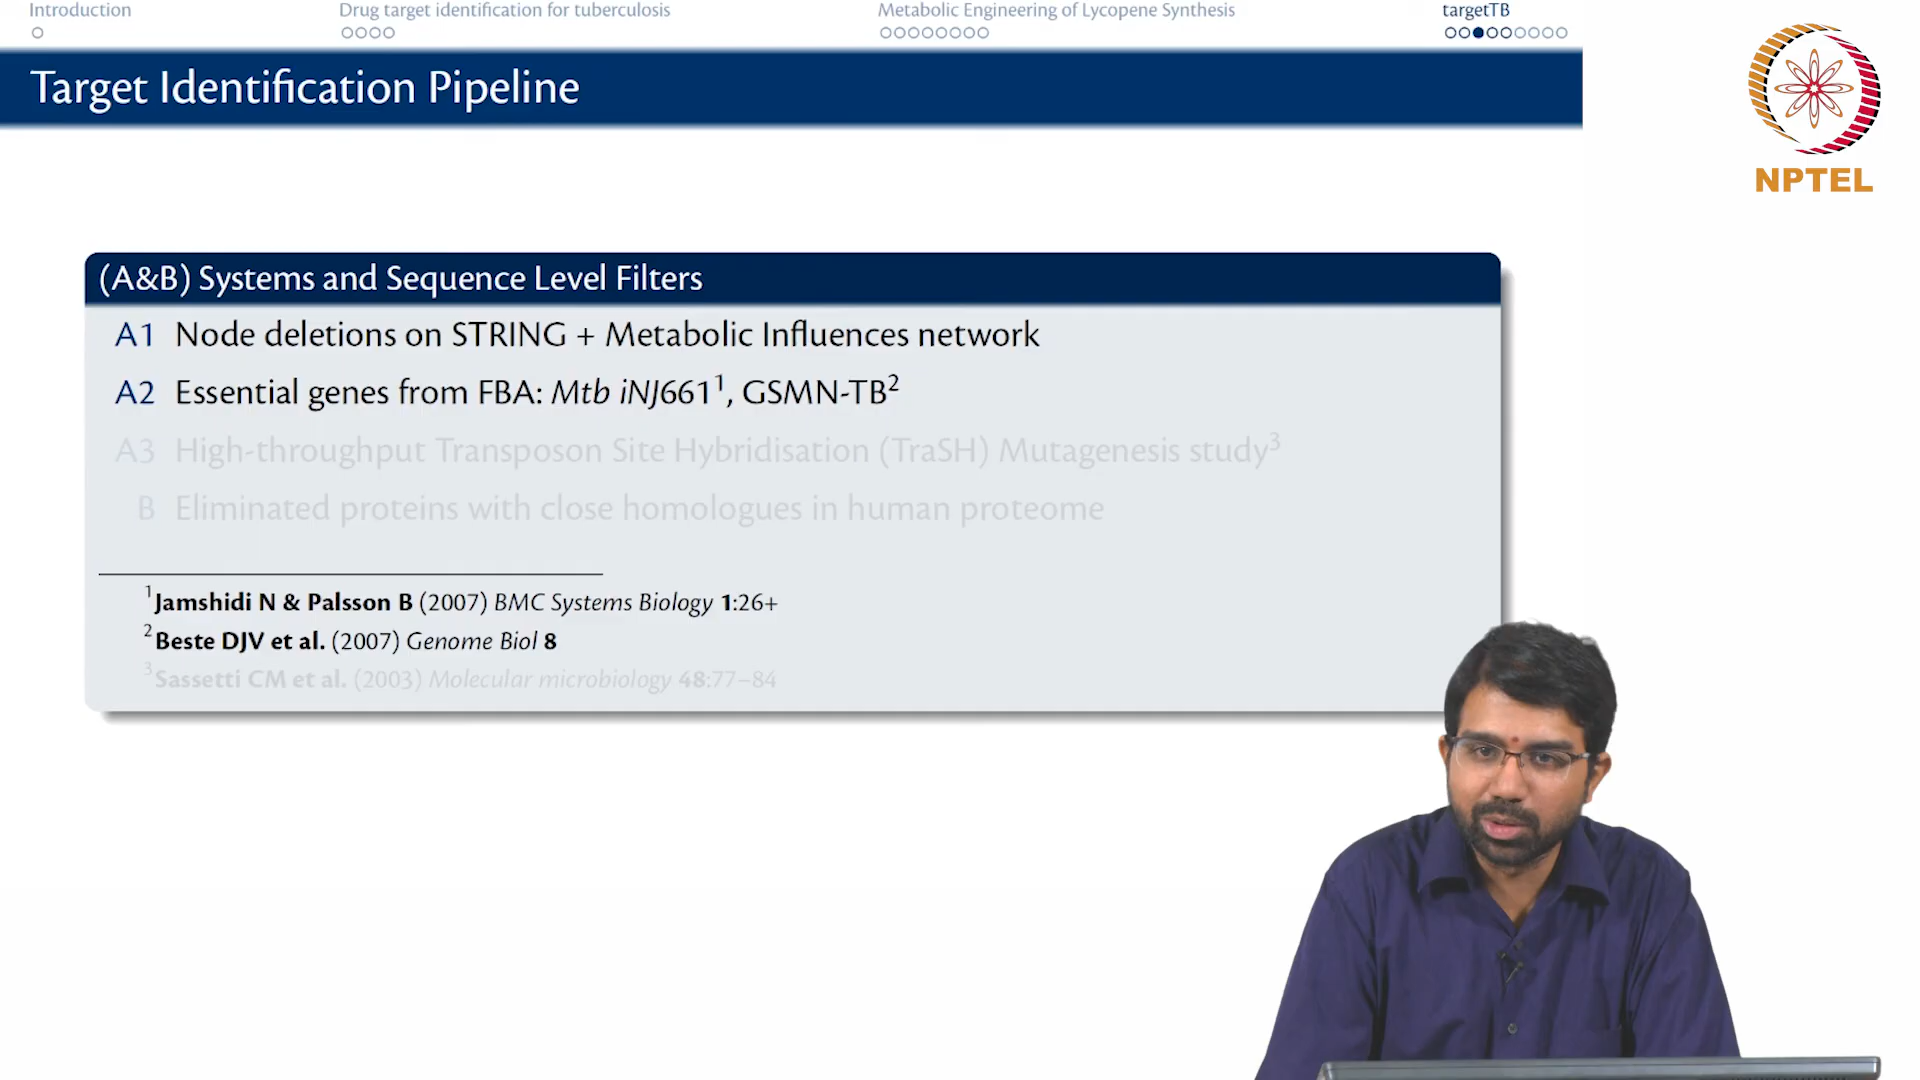 Introduction
Drug target identification for tuberculosis
Metabolic Engineering of Lycopene Synthesis
targetTB
Target Identification Pipeline
NPTEL
(A&B) Systems and Sequence Level Filters
A1 Node deletions on STRING + Metabolic Influences network
A2 Essential genes from FBA: Mtb iNJ661¹, GSMN-TB²
A3 High-throughput Transposon Site Hybridisation (TraSH) Mutagenesis study³
B Eliminated proteins with close homologues in human proteome
¹Jamshidi N & Palsson B (2007) BMC Systems Biology 1:26+
²Beste DJV et al. (2007) Genome Biol 8
³Sassetti CM et al. (2003) Molecular microbiology 48:77–84